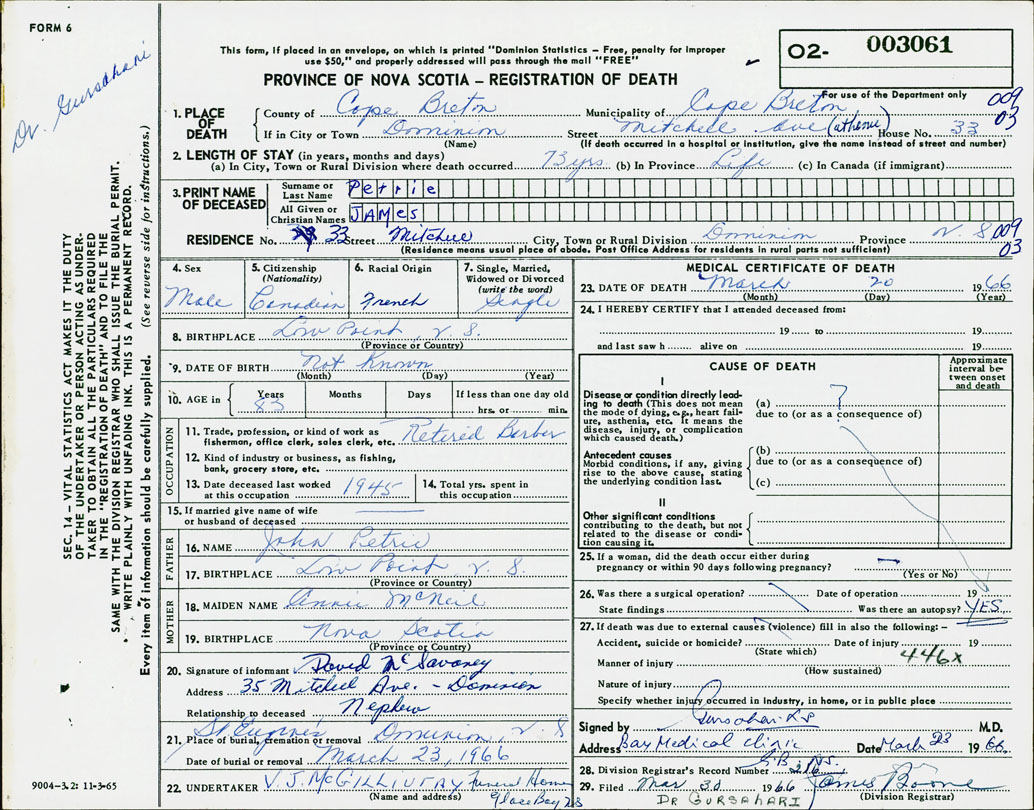 FORM 6
Dr. Gursahani
This form, if placed in an envelope, on which is printed "Dominion Statistics – Free, penalty for improper
use $50," and properly addressed will pass through the mail "FREE"
PROVINCE OF NOVA SCOTIA – REGISTRATION OF DEATH
O2- 003061
For use of the Department only
009
03
1. PLACE OF DEATH
County of Cape Breton Municipality of Cape Breton
If in City or Town Dominion Street Mitchell Ave House No. 33
(Name) (If death occurred in a hospital or institution, give the name instead of street and number)
2. LENGTH OF STAY (in years, months and days)
(a) In City, Town or Rural Division where death occurred 73 yrs. (b) In Province Life (c) In Canada (if immigrant)
3. PRINT NAME OF DECEASED
Surname or Last Name Petrie
All Given or Christian Names JAMes
RESIDENCE No. 33 Street Mitchell City, Town or Rural Division Dominion Province N. S. 009
03
(Residence means usual place of abode. Post Office Address for residents in rural parts not sufficient)
SEC. 14 – VITAL STATISTICS ACT MAKES IT THE DUTY
OF THE UNDERTAKER OR PERSON ACTING AS UNDER-
TAKER TO OBTAIN ALL THE PARTICULARS REQUIRED
IN THE "REGISTRATION OF DEATH" AND TO FILE THE
SAME WITH THE DIVISION REGISTRAR WHO SHALL ISSUE THE BURIAL PERMIT.
WRITE PLAINLY WITH UNFADING INK. THIS IS A PERMANENT RECORD.
Every item of information should be carefully supplied. (See reverse side for instructions.)
4. Sex
Male
5. Citizenship
(Nationality)
Canadian
6. Racial Origin
French
7. Single, Married,
Widowed or Divorced
(write the word)
Single
8. BIRTHPLACE Low Point, N. S.
(Province or Country)
9. DATE OF BIRTH Not Known
(Month) (Day) (Year)
10. AGE in Years Months Days If less than one day old
83 hrs. or min.
OCCUPATION
11. Trade, profession, or kind of work as
fisherman, office clerk, sales clerk, etc. Retired Barber
12. Kind of industry or business, as fishing,
bank, grocery store, etc.
13. Date deceased last worked
at this occupation 1945
14. Total yrs. spent in
this occupation
15. If married give name of wife
or husband of deceased
FATHER
16. NAME John Petrie
17. BIRTHPLACE Low Point N. S.
(Province or Country)
MOTHER
18. MAIDEN NAME Annie McNeil
19. BIRTHPLACE Nova Scotia
(Province or Country)
20. Signature of informant David McSavaney
Address 35 Mitchell Ave. - Dominion
Relationship to deceased Nephew
21. Place of burial, cremation or removal Dominion, N. S
Date of burial or removal March 23, 1966
22. UNDERTAKER V. J. McGILLIVRAY Funeral Home
(Name and address) Glace Bay NS
9004-3.2: 11-3-65
MEDICAL CERTIFICATE OF DEATH
23. DATE OF DEATH March 20 1966
(Month) (Day) (Year)
24. I HEREBY CERTIFY that I attended deceased from:
19 to 19
and last saw h alive on 19
CAUSE OF DEATH
Approximate
interval be-
tween onset
and death
I
Disease or condition directly lead-
ing to death (This does not mean
the mode of dying, e.g., heart fail-
ure, asthenia, etc. It means the
disease, injury, or complication
which caused death.)
(a) ?
due to (or as a consequence of)
Antecedent causes
Morbid conditions, if any, giving
rise to the above cause, stating
the underlying condition last.
(b)
due to (or as a consequence of)
(c)
II
Other significant conditions
contributing to the death, but not
related to the disease or condi-
tion causing it.
25. If a woman, did the death occur either during
pregnancy or within 90 days following pregnancy?
(Yes or No)
26. Was there a surgical operation? Date of operation 19
State findings Was there an autopsy? YES
27. If death was due to external causes (violence) fill in also the following: –
Accident, suicide or homicide? Date of injury 19
(State which) 446x
Manner of injury
(How sustained)
Nature of injury
Specify whether injury occurred in industry, in home, or in public place
Signed by M.D.
Address Bay Medical Clinic Date March 23 1966.
28. Division Registrar's Record Number
29. Filed Mar 30 1966 James Boone
(Division Registrar)
DR GURSAHARI